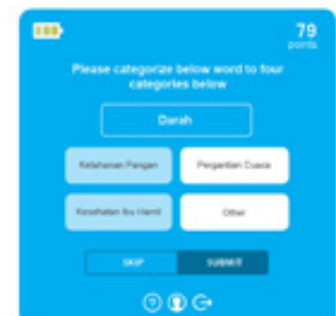 79
points
Please categorize below word to four
categories below
Darah
Ketahanan Pangan
Pergantian Cuaca
Kesehatan Ibu Hamil
Other
SKIP
SUBMIT
?